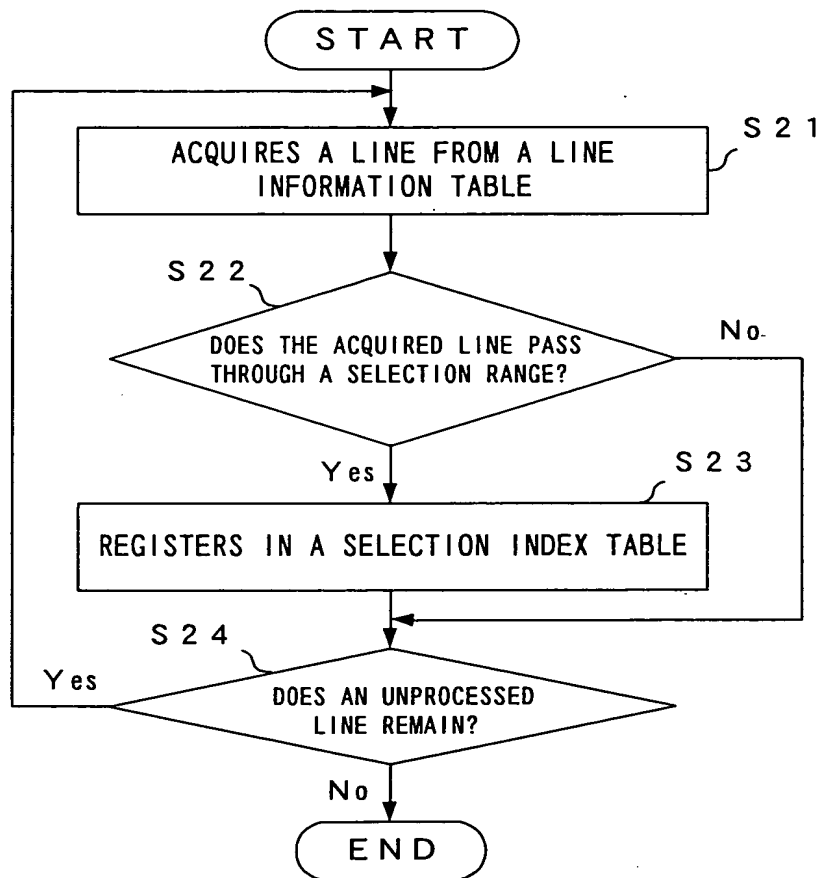 START
S21
ACQUIRES A LINE FROM A LINE
INFORMATION TABLE
S22
DOES THE ACQUIRED LINE PASS
THROUGH A SELECTION RANGE?
No
Yes
S23
REGISTERS IN A SELECTION INDEX TABLE
S24
Yes
DOES AN UNPROCESSED
LINE REMAIN?
No
END